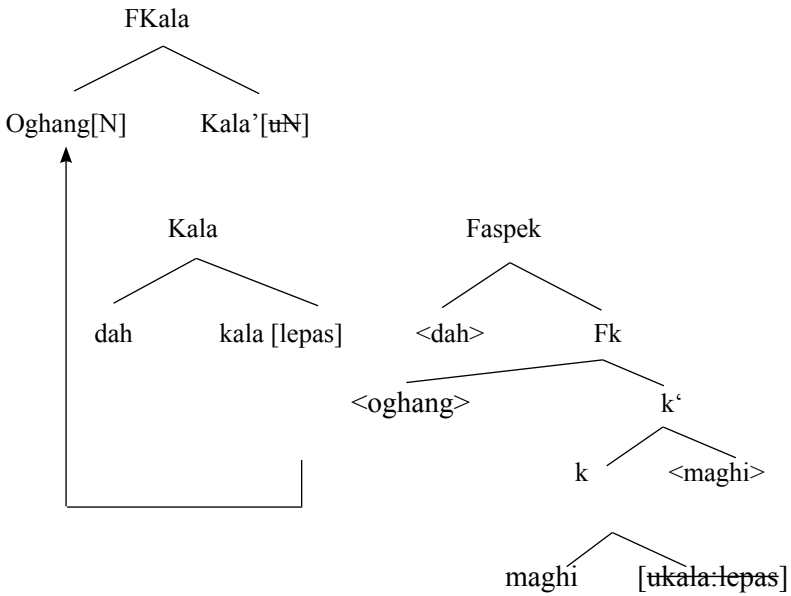 FKala
Oghang[N] Kala’[uN]
Kala Faspek
dah kala [lepas] <dah> Fk
<oghang> k‘
k <maghi>
maghi [ukala:lepas]